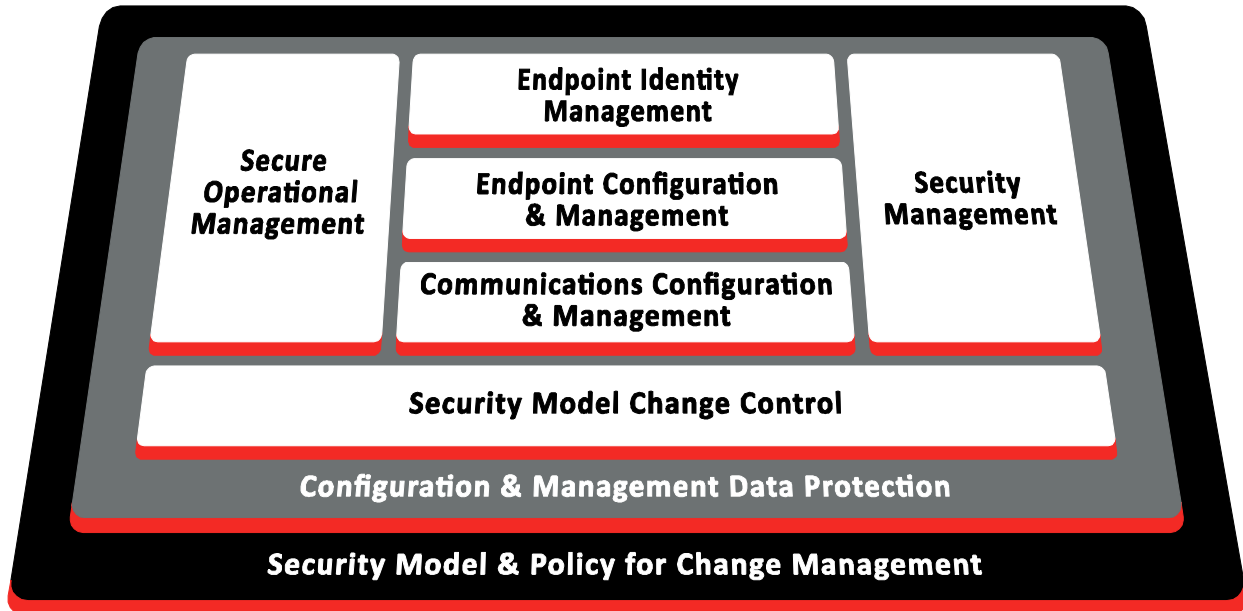 Endpoint Identity
Management
Secure
Operational
Management
Endpoint Configuration
& Management
Security
Management
Communications Configuration
& Management
Security Model Change Control
Configuration & Management Data Protection
Security Model & Policy for Change Management